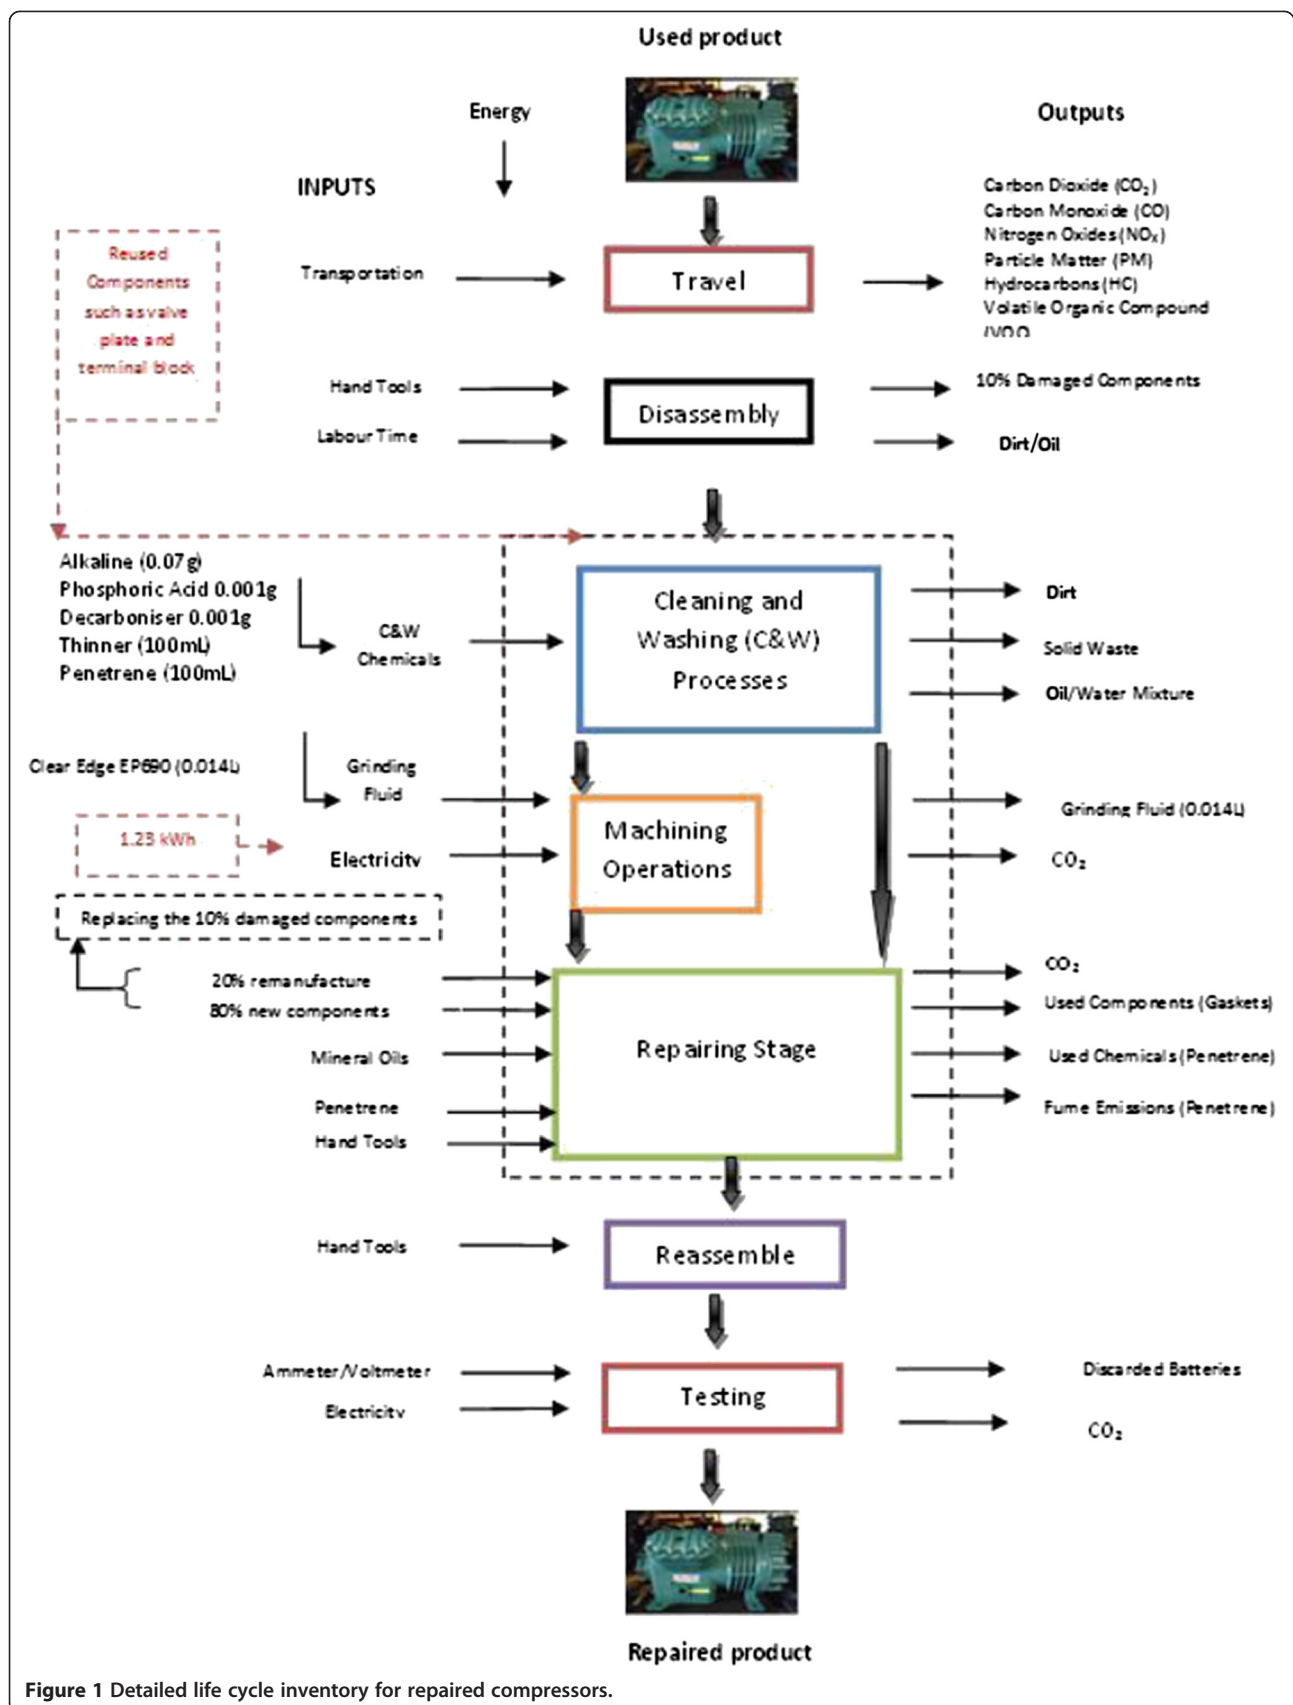 Used product
Energy
Outputs
INPUTS
Carbon Dioxide (CO₂)
Carbon Monoxide (CO)
Nitrogen Oxides (NOₓ)
Particle Matter (PM)
Hydrocarbons (HC)
Volatile Organic Compound
Reused
Components
such as valve
plate and
terminal block
Transportation
Travel
Hand Tools
Labour Time
Disassembly
10% Damaged Components
Dirt/Oil
Alkaline (0.07g)
Phosphoric Acid 0.001g
Decarboniser 0.001g
Thinner (100mL)
Penetrene (100mL)
C&W
Chemicals
Cleaning and
Washing (C&W)
Processes
Dirt
Solid Waste
Oil/Water Mixture
Clear Edge EP690 (0.014L)
Grinding
Fluid
1.23 kWh
Electricity
Machining
Operations
Grinding Fluid (0.014L)
CO₂
Replacing the 10% damaged components
20% remanufacture
80% new components
Mineral Oils
Penetrene
Hand Tools
Repairing Stage
CO₂
Used Components (Gaskets)
Used Chemicals (Penetrene)
Fume Emissions (Penetrene)
Hand Tools
Reassemble
Ammeter/Voltmeter
Electricity
Testing
Discarded Batteries
CO₂
Repaired product
Figure 1 Detailed life cycle inventory for repaired compressors.